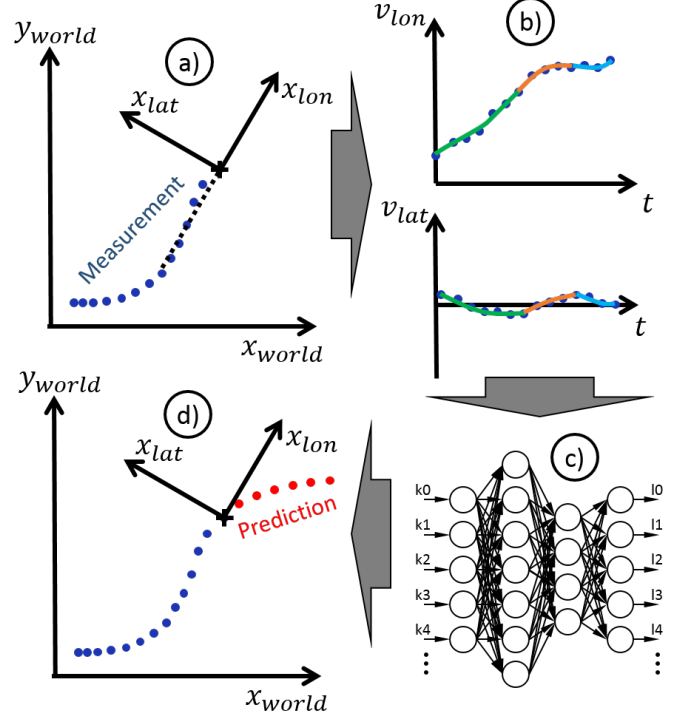 y_world
a)
x_lat
x_lon
Measurement
x_world
v_lon
b)
t
v_lat
t
y_world
d)
x_lat
x_lon
Prediction
x_world
c)
k0
k1
k2
k3
k4
⋮
l0
l1
l2
l3
l4
⋮